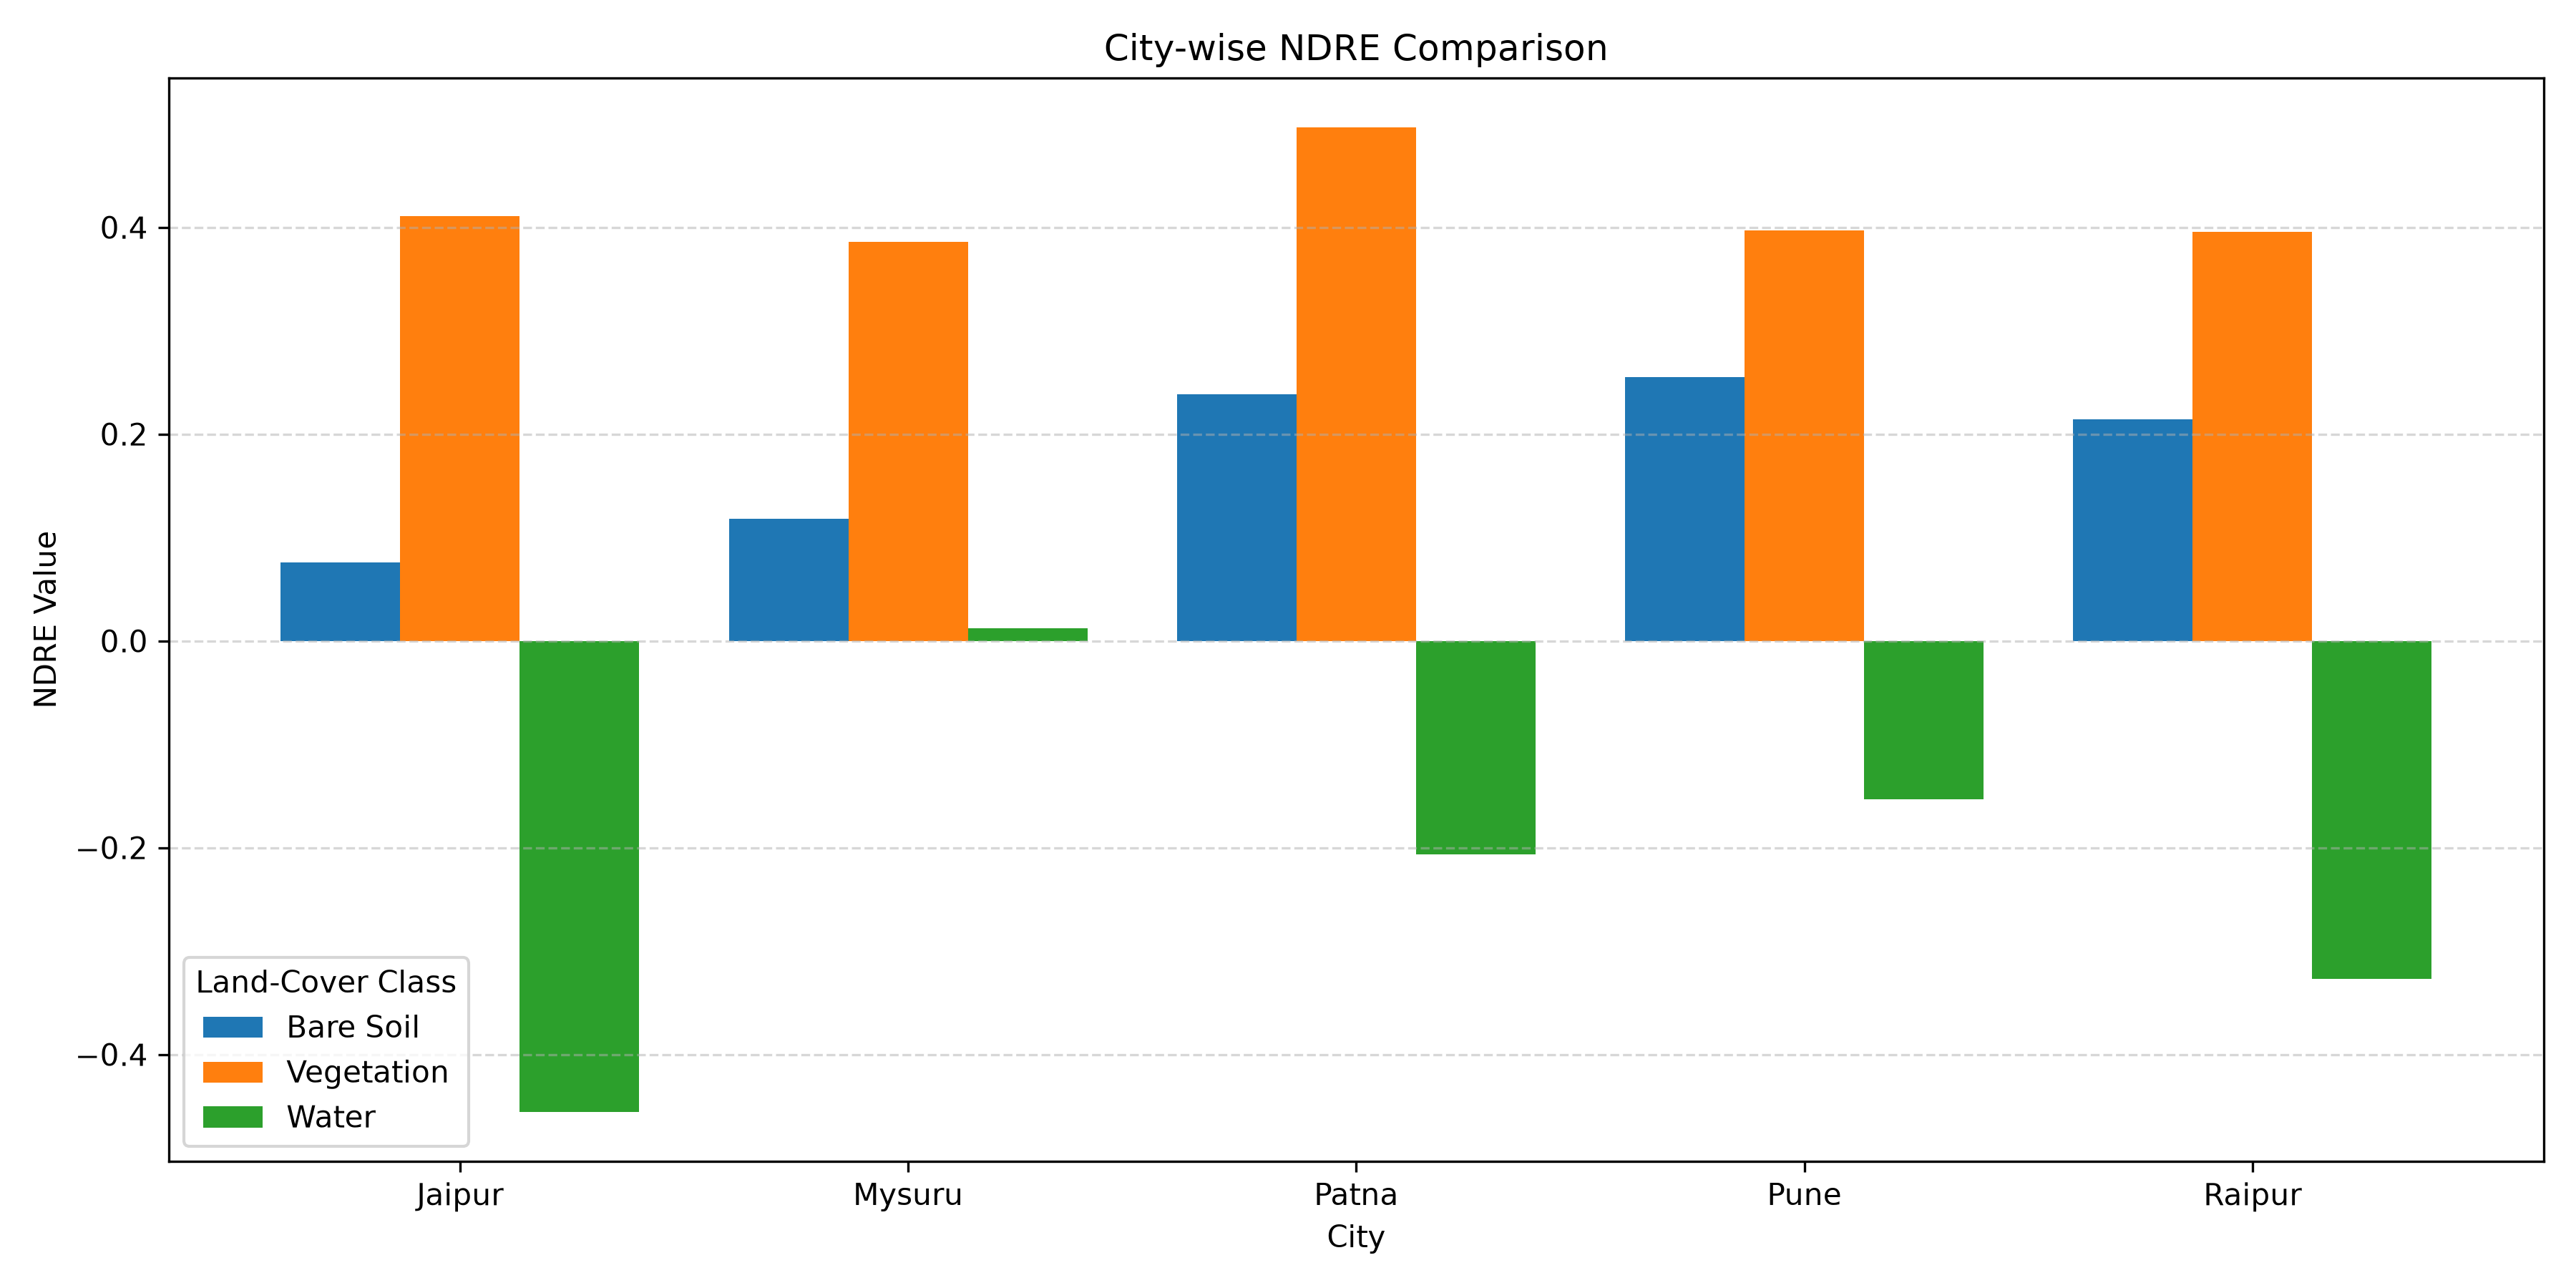 City-wise NDRE Comparison
NDRE Value
0.4
0.2
0.0
−0.2
−0.4
Land-Cover Class
Bare Soil
Vegetation
Water
Jaipur Mysuru Patna Pune Raipur
City